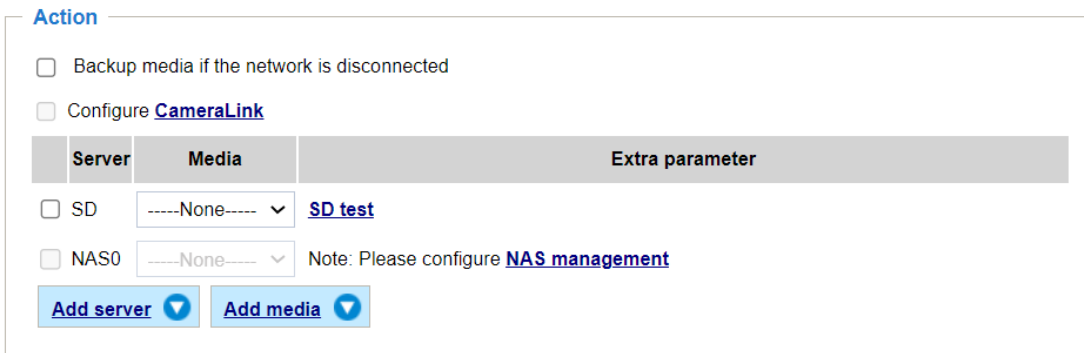 Action
Backup media if the network is disconnected
Configure CameraLink
Server Media Extra parameter
SD -----None----- SD test
NAS0 -----None----- Note: Please configure NAS management
Add server Add media